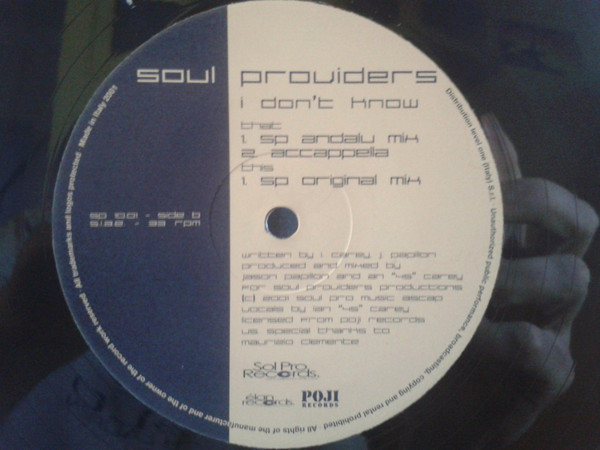 soul providers
i don't know
that
1. sp andalu mix
2. accappella
this
1. sp original mix
sp 10.01 - side b
s.i.a.e. - 33 rpm
written by i. carey, j. papillon
produced and mixed by
jason papillon and ian "4s" carey
for soul providers productions
[c] 2001 soul pro music ascap
vocals by ian "4s" carey
licensed from poji records
us. special thanks to
maurizio clemente
Sol Pro
Records
records
POJI
RECORDS
All rights of the manufacturer and of the owner of the record work reserved All trademarks and logos protected Made in Italy 2001
Distribution level one (Italy) S.r.l. Unauthorized public performance, broadcasting, copying and rental prohibited -